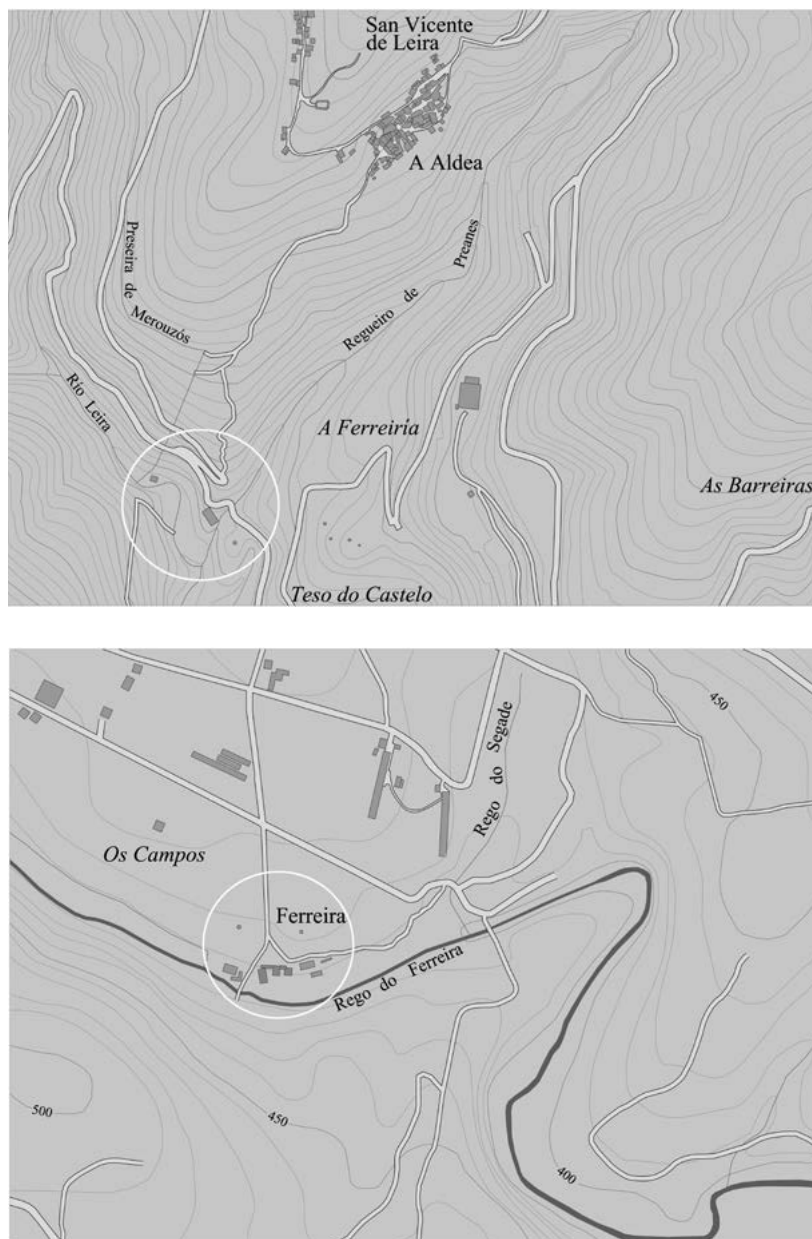 San Vicente
de Leira
A Aldea
Preseira de Merouzós
Preanes
Regueiro de
Río Leira
A Ferreiría
As Barreiras
Teso do Castelo
450
Rego do Segade
Os Campos
Ferreira
Rego do Ferreira
500
450
400